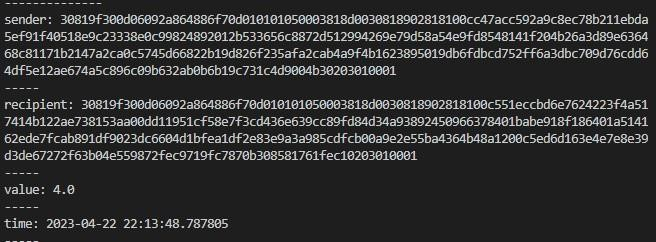 --------------
sender: 30819f300d06092a864886f70d010101050003818d0030818902818100cc47acc592a9c8ec78b211ebda
5ef91f40518e9c23338e0c99824892012b533656c8872d512994269e79d58a54e9fd8548141f204b26a3d89e6364
68c81171b2147a2ca0c5745d66822b19d826f235afa2cab4a9f4b1623895019db6fdbcd752ff6a3dbc709d76cdd6
4df5e12ae674a5c896c09b632ab0b6b19c731c4d9004b30203010001
-----
recipient: 30819f300d06092a864886f70d010101050003818d0030818902818100c551eccbd6e7624223f4a51
7414b122ae738153aa00dd11951cf58e7f3cd436e639cc89fd84d34a93892450966378401babe918f186401a5141
62ede7fcab891df9023dc6604d1bfea1df2e83e9a3a985cdfcb00a9e2e55ba4364b48a1200c5ed6d163e4e7e8e39
d3de67272f63b04e559872fec9719fc7870b308581761fec10203010001
-----
value: 4.0
-----
time: 2023-04-22 22:13:48.787805
-----